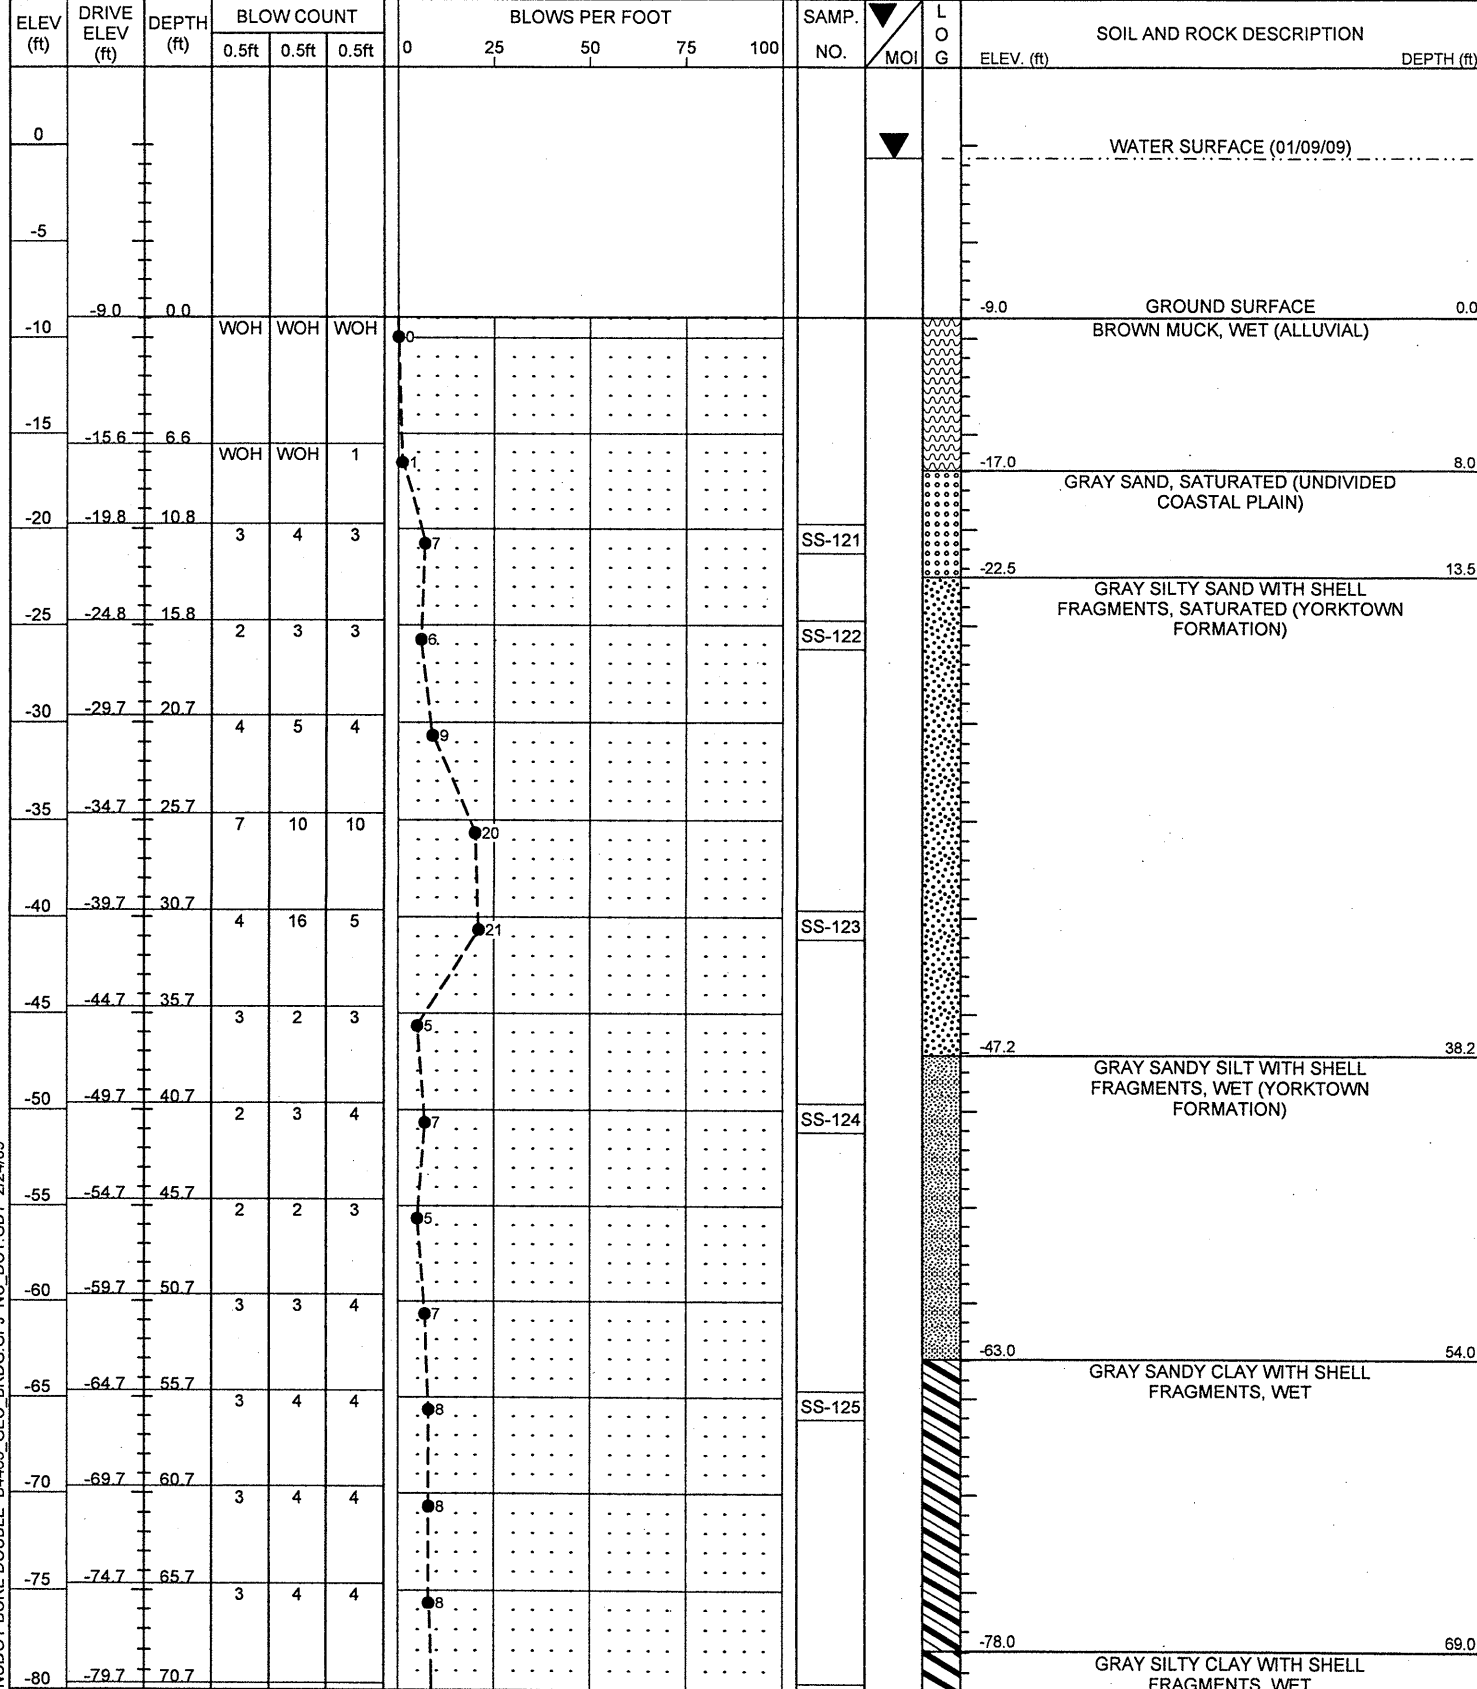 ELEV (ft) DRIVE ELEV (ft) DEPTH (ft) BLOW COUNT BLOWS PER FOOT SAMP. NO. MOI LOG SOIL AND ROCK DESCRIPTION
0.5ft 0.5ft 0.5ft 0 25 50 75 100 ELEV. (ft) DEPTH (ft)
0 WATER SURFACE (01/09/09)
-5
-9.0 0.0 -9.0 GROUND SURFACE 0.0
-10 WOH WOH WOH 0 BROWN MUCK, WET (ALLUVIAL)
-15
-15.6 6.6 WOH WOH 1 1
-17.0 8.0
GRAY SAND, SATURATED (UNDIVIDED
COASTAL PLAIN)
-20 -19.8 10.8 3 4 3 7 SS-121
-22.5 13.5
GRAY SILTY SAND WITH SHELL
FRAGMENTS, SATURATED (YORKTOWN
FORMATION)
-25 -24.8 15.8 2 3 3 6 SS-122
-30 -29.7 20.7 4 5 4 9
-35 -34.7 25.7 7 10 10 20
-40 -39.7 30.7 4 16 5 21 SS-123
-45 -44.7 35.7 3 2 3 5
-47.2 38.2
GRAY SANDY SILT WITH SHELL
FRAGMENTS, WET (YORKTOWN
FORMATION)
-50 -49.7 40.7 2 3 4 7 SS-124
-55 -54.7 45.7 2 2 3 5
-60 -59.7 50.7 3 3 4 7
-63.0 54.0
GRAY SANDY CLAY WITH SHELL
FRAGMENTS, WET
-65 -64.7 55.7 3 4 4 8 SS-125
-70 -69.7 60.7 3 4 4 8
-75 -74.7 65.7 3 4 4 8
-78.0 69.0
GRAY SILTY CLAY WITH SHELL
FRAGMENTS, WET
-80 -79.7 70.7